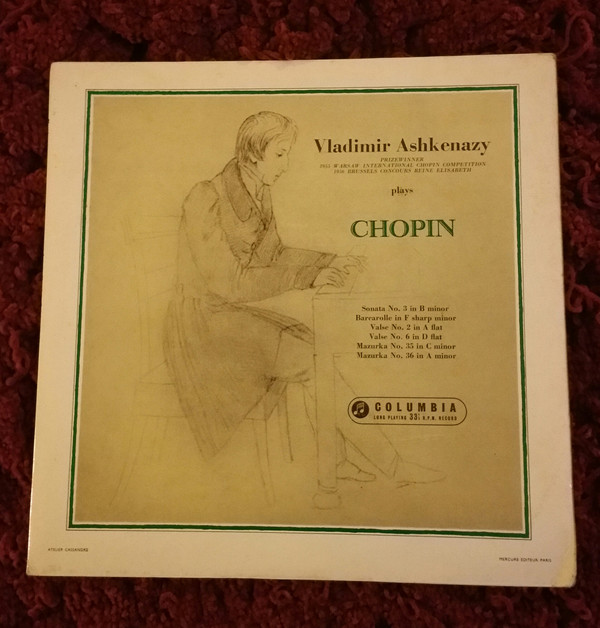 Vladimir Ashkenazy
PRIZEWINNER
1955 WARSAW INTERNATIONAL CHOPIN COMPETITION
1956 BRUSSELS CONCOURS REINE ELISABETH
plays
CHOPIN
Sonata No. 3 in B minor
Barcarolle in F sharp minor
Valse No. 2 in A flat
Valse No. 6 in D flat
Mazurka No. 35 in C minor
Mazurka No. 36 in A minor
COLUMBIA
LONG PLAYING 33⅓ R.P.M. RECORD
ATELIER CASSANDRE
MERCURE EDITEUR PARIS